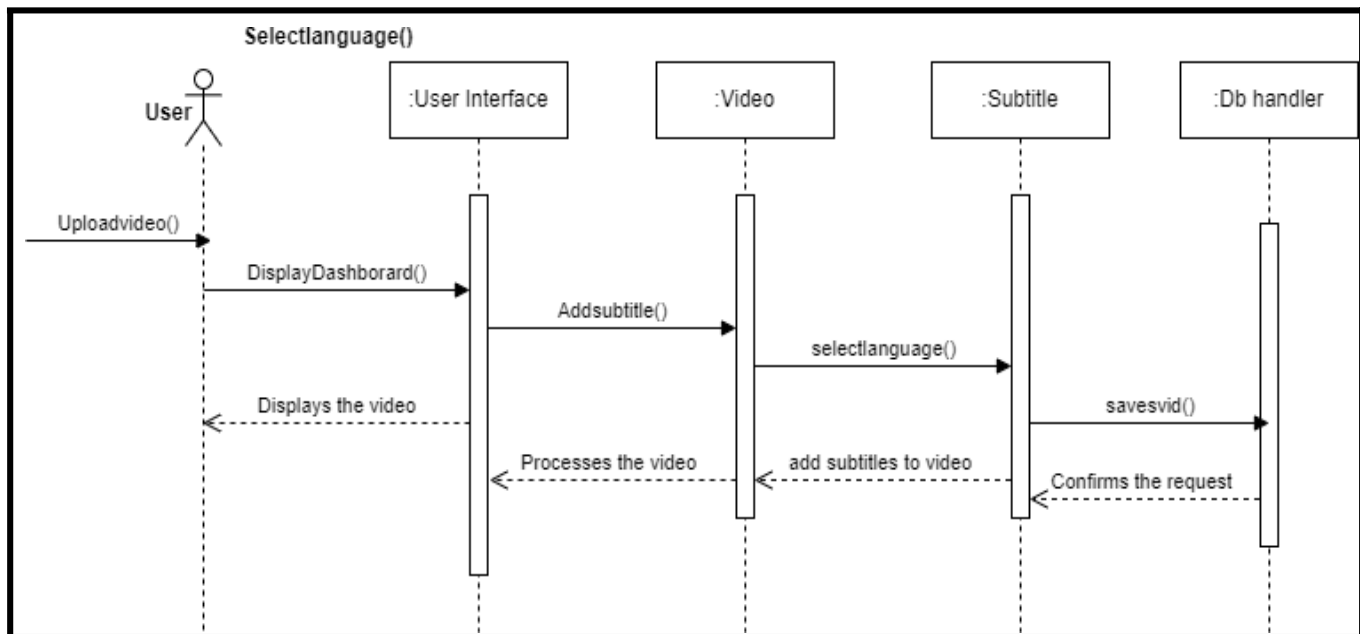 Selectlanguage()
User
:User Interface
:Video
:Subtitle
:Db handler
Uploadvideo()
DisplayDashborard()
Addsubtitle()
selectlanguage()
Displays the video
savesvid()
Processes the video
add subtitles to video
Confirms the request